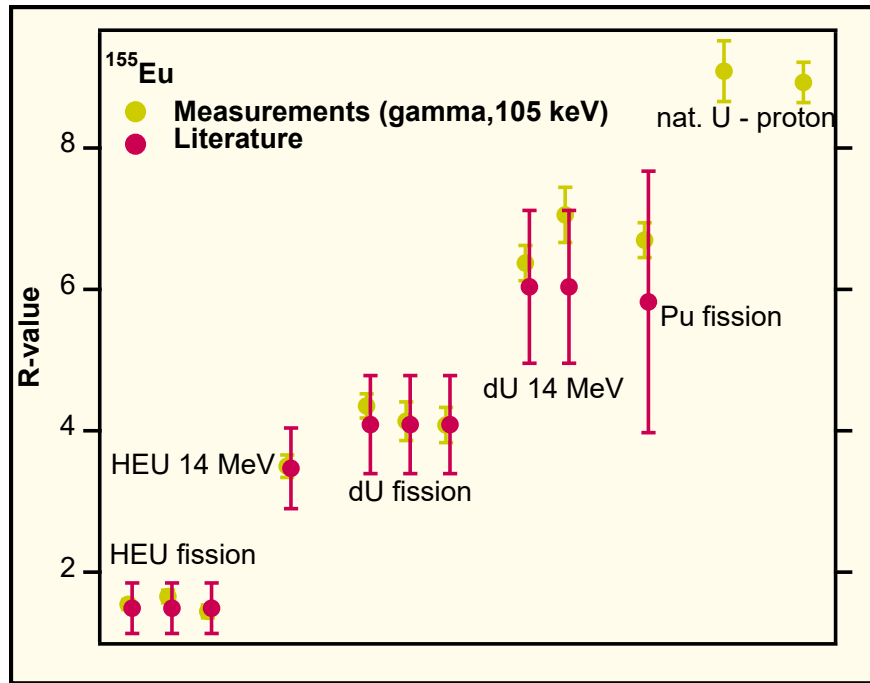 155Eu
Measurements (gamma,105 keV)
Literature
nat. U - proton
8
6
4
2
R-value
Pu fission
dU 14 MeV
HEU 14 MeV
dU fission
HEU fission